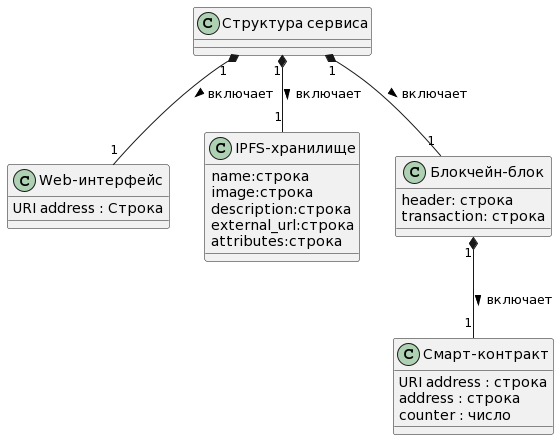 C Структура сервиса
1 1 1
включает включает включает
1 1 1
C Web-интерфейс
URI address : Строка
C IPFS-хранилище
name:строка
image:строка
description:строка
external_url:строка
attributes:строка
C Блокчейн-блок
header: строка
transaction: строка
1
включает
1
C Смарт-контракт
URI address : строка
address : строка
counter : число